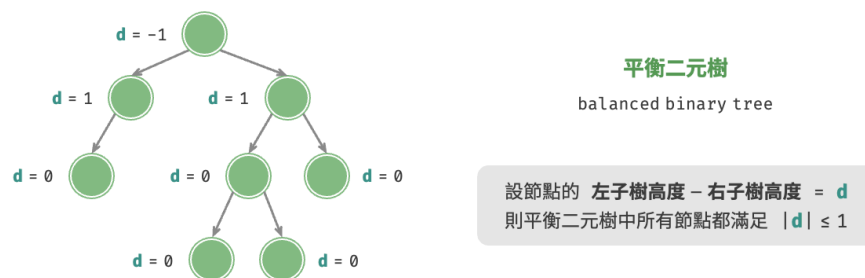 d = -1
平衡二元樹
balanced binary tree
d = 1
d = 1
d = 0
d = 0
d = 0
設節點的 左子樹高度 – 右子樹高度 = d
則平衡二元樹中所有節點都滿足 |d| ≤ 1
d = 0
d = 0